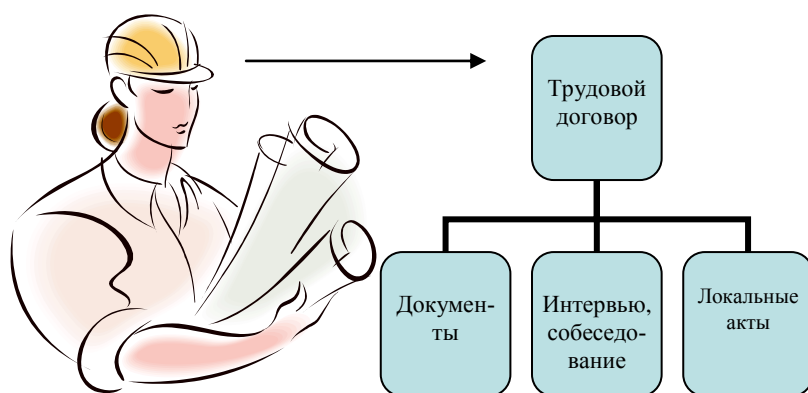 Трудовой
договор
Докумен-
ты
Интервью,
собеседо-
вание
Локальные
акты